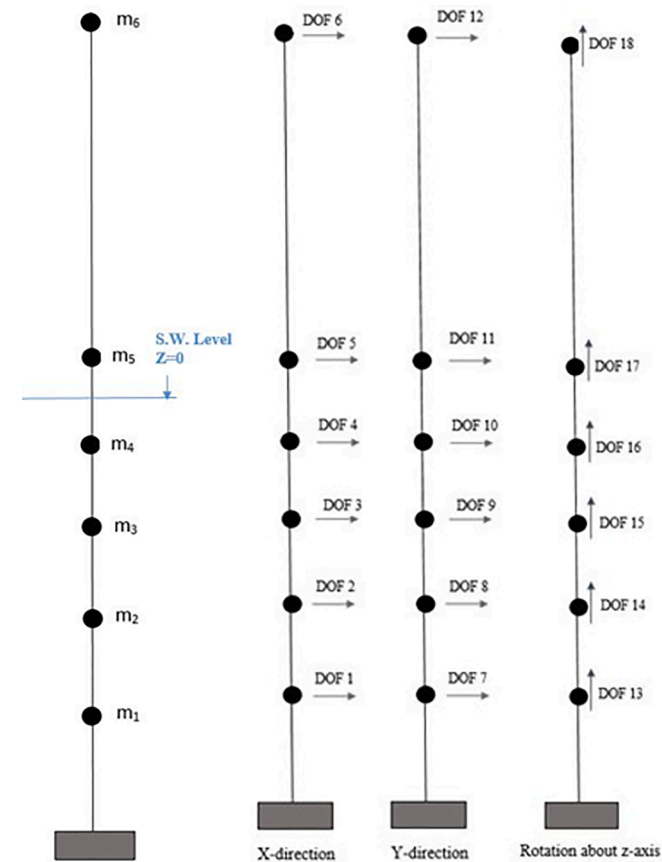 m₆
S.W. Level
Z=0
m₅
m₄
m₃
m₂
m₁
DOF 6
DOF 5
DOF 4
DOF 3
DOF 2
DOF 1
X-direction
DOF 12
DOF 11
DOF 10
DOF 9
DOF 8
DOF 7
Y-direction
DOF 18
DOF 17
DOF 16
DOF 15
DOF 14
DOF 13
Rotation about z-axis